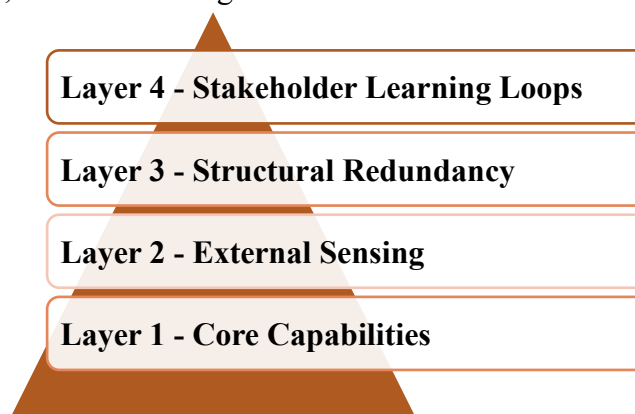 Layer 4 - Stakeholder Learning Loops
Layer 3 - Structural Redundancy
Layer 2 - External Sensing
Layer 1 - Core Capabilities